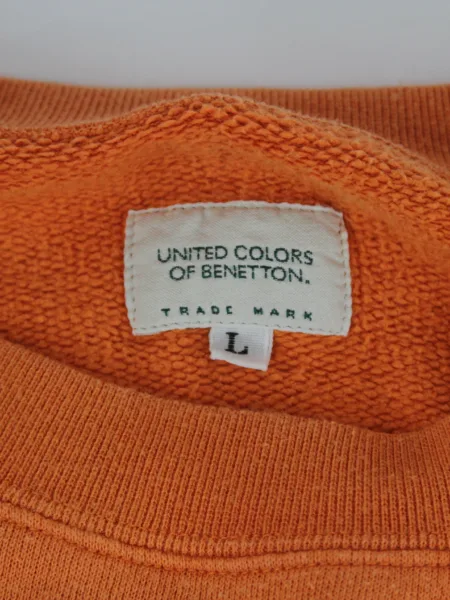 UNITED COLORS
OF BENETTON.
TRADE MARK
L